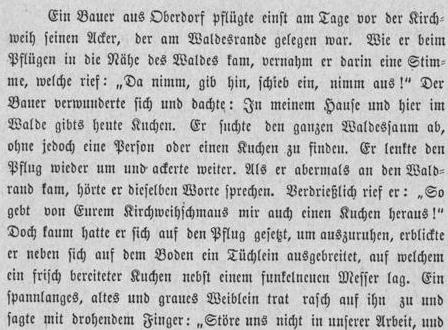 Ein Bauer aus Oberdorf pflügte einst am Tage vor der Kirch-
weih seinen Acker, der am Waldesrande gelegen war. Wie er beim
Pflügen in die Nähe des Waldes kam, vernahm er darin eine Stim-
me, welche rief: „Da nimm, gib hin, schieb ein, nimm aus!" Der
Bauer verwunderte sich und dachte: In meinem Hause und hier im
Walde gibts heute Kuchen. Er suchte den ganzen Waldessaum ab,
ohne jedoch eine Person oder einen Kuchen zu finden. Er lenkte den
Pflug wieder um und ackerte weiter. Als er abermals an den Wald-
rand kam, hörte er dieselben Worte sprechen. Verdrießlich rief er: „So
gebt von Eurem Kirchweihschmaus mir auch einen Kuchen heraus!"
Doch kaum hatte er sich auf den Pflug gesetzt, um auszuruhen, erblickte
er neben sich auf dem Boden ein Tüchlein ausgebreitet, auf welchem
ein frisch bereiteter Kuchen nebst einem funkelneuen Messer lag. Ein
spannlanges, altes und graues Weiblein trat rasch auf ihn zu und
sagte mit drohendem Finger: „Störe uns nicht in unserer Arbeit, und